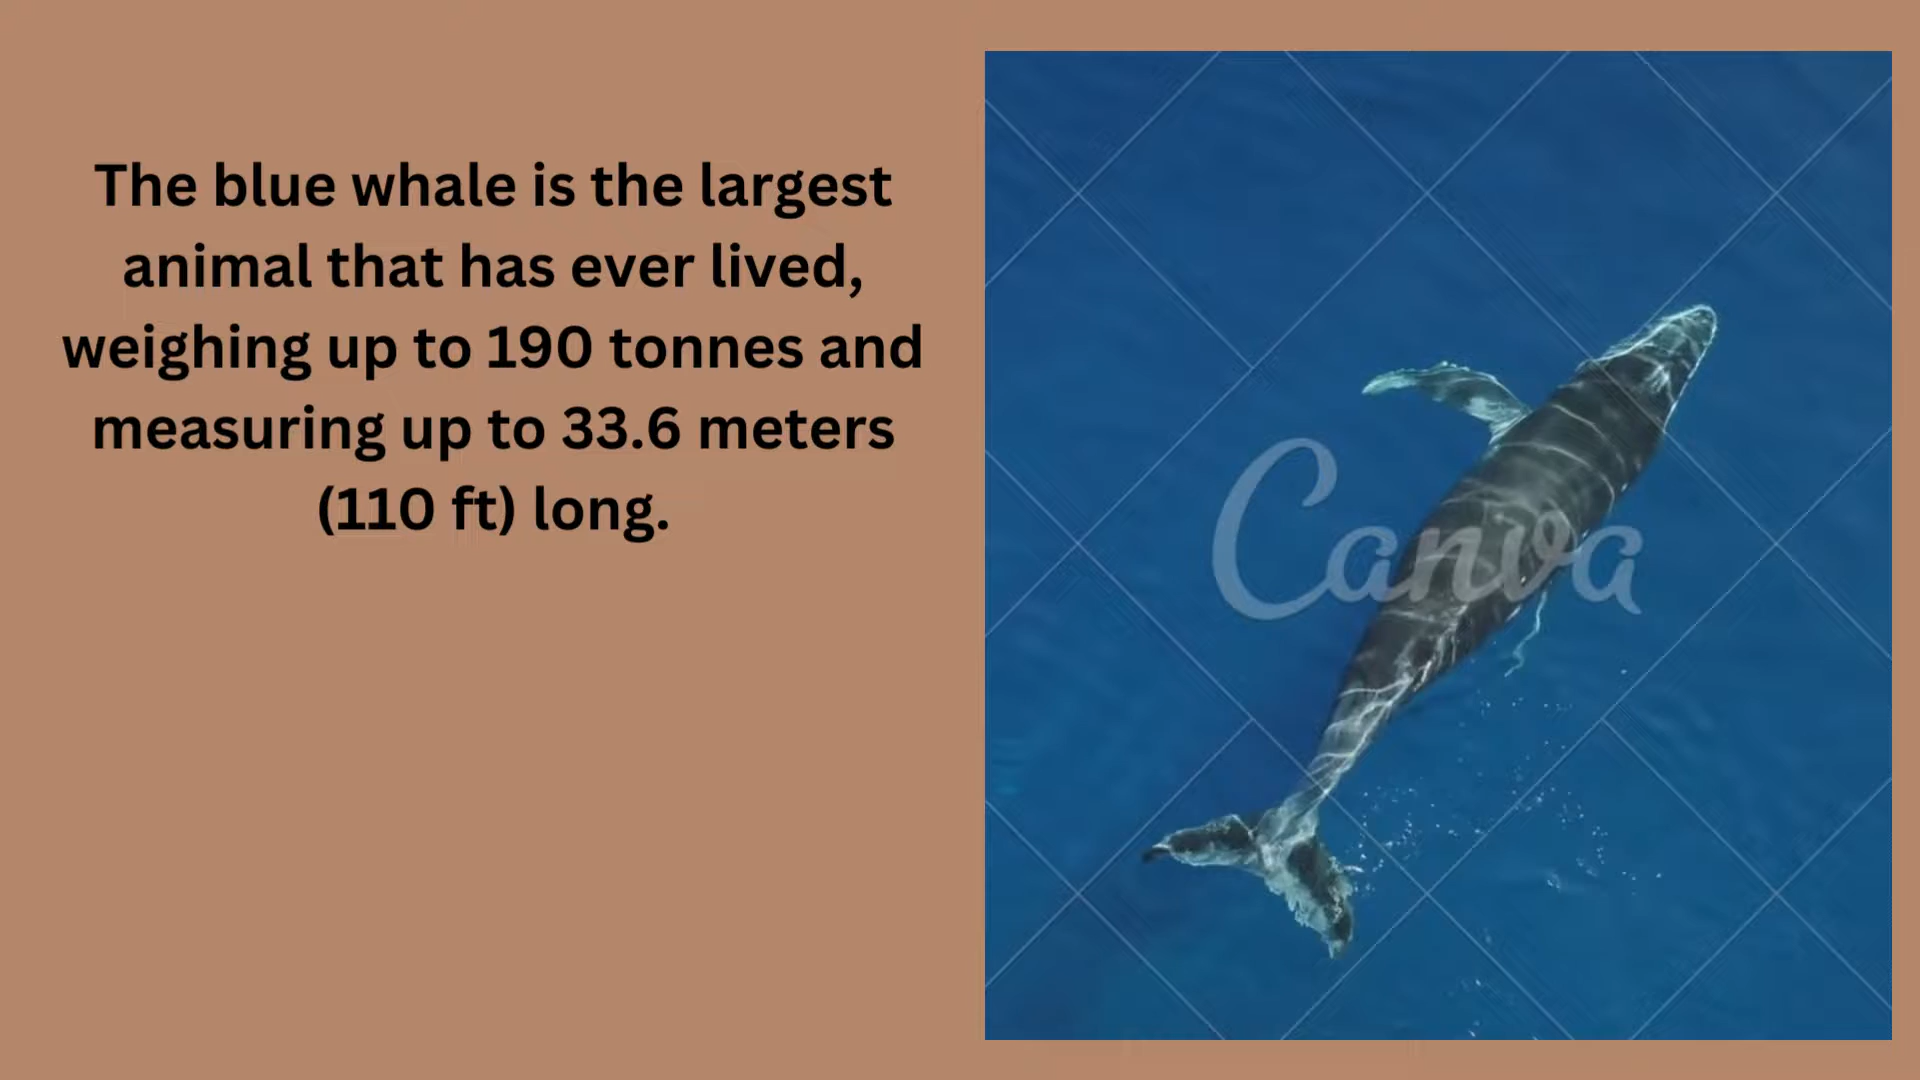 The blue whale is the largest
animal that has ever lived,
weighing up to 190 tonnes and
measuring up to 33.6 meters
(110 ft) long.
Canva